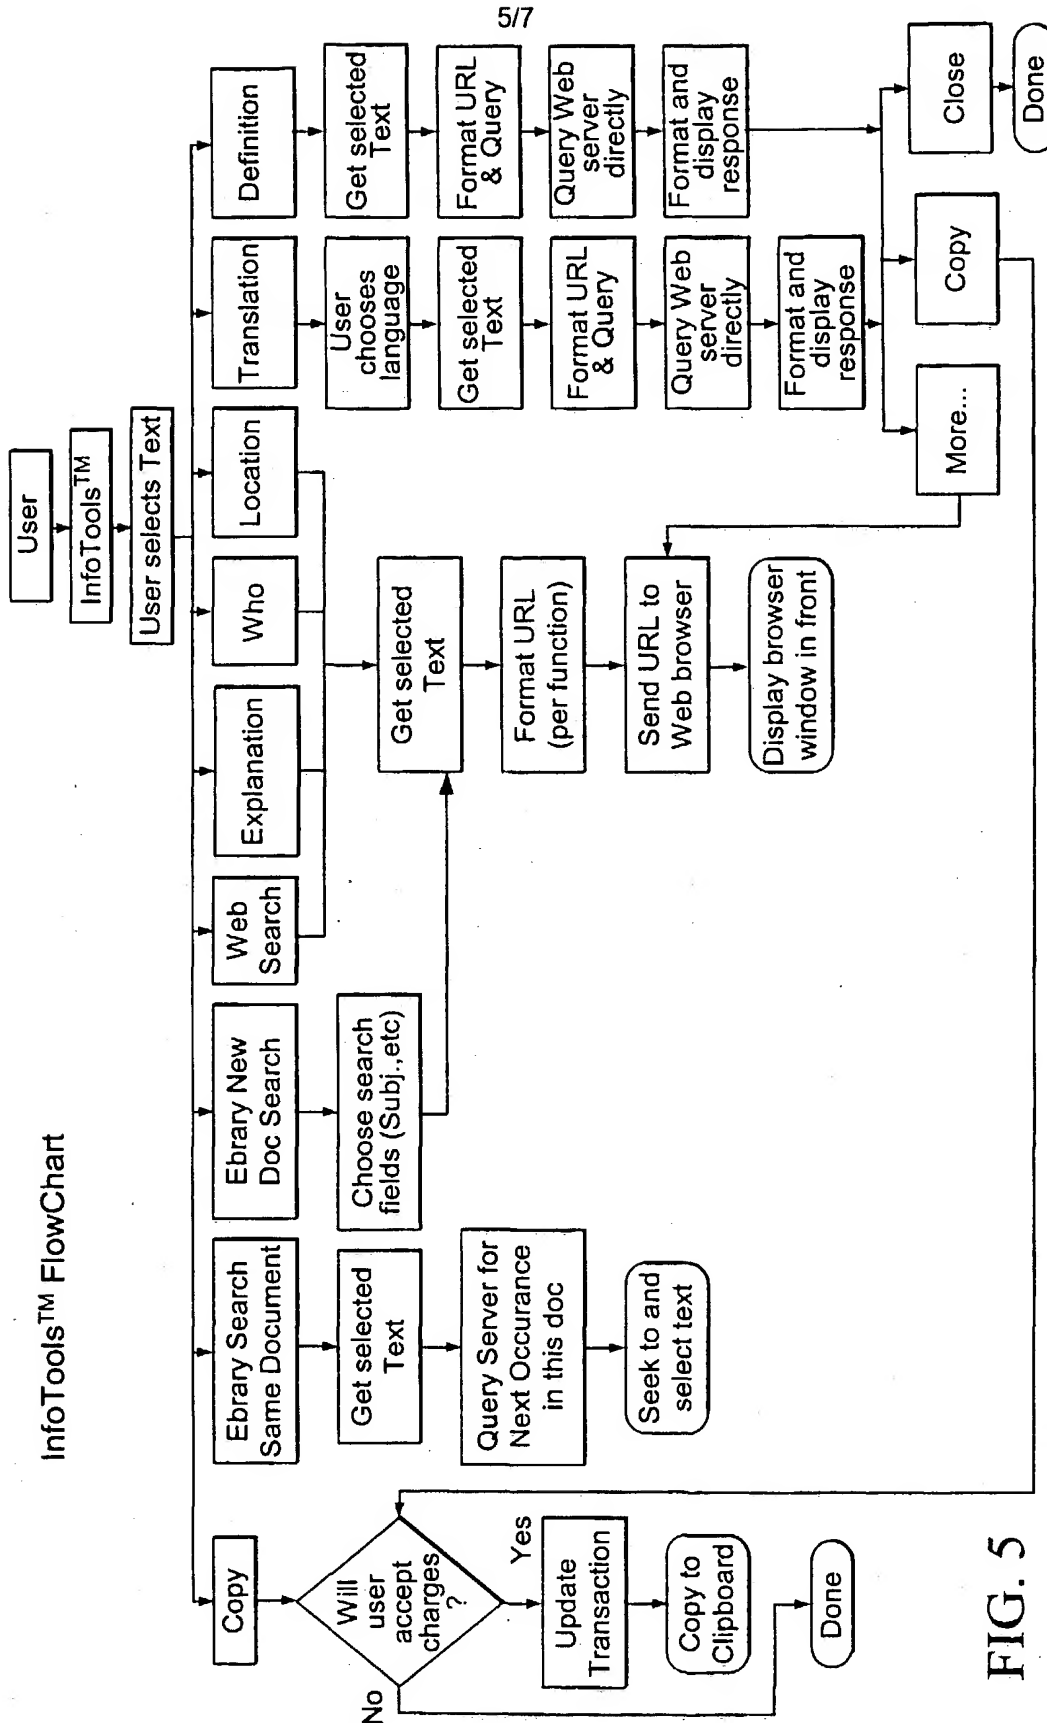 5/7
InfoTools™ FlowChart
User
InfoTools™
User selects Text
Copy
Ebrary Search
Same Document
Ebrary New
Doc Search
Web
Search
Explanation
Who
Location
Translation
Definition
Will
user
accept
charges
?
No
Yes
Update
Transaction
Copy to
Clipboard
Done
Get selected
Text
Query Server for
Next Occurance
in this doc
Seek to and
select text
Choose search
fields (Subj.,etc)
Get selected
Text
Format URL
(per function)
Send URL to
Web browser
Display browser
window in front
User
chooses
language
Get selected
Text
Format URL
& Query
Query Web
server
directly
Format and
display
response
Get selected
Text
Format URL
& Query
Query Web
server
directly
Format and
display
response
More...
Copy
Close
Done
FIG. 5